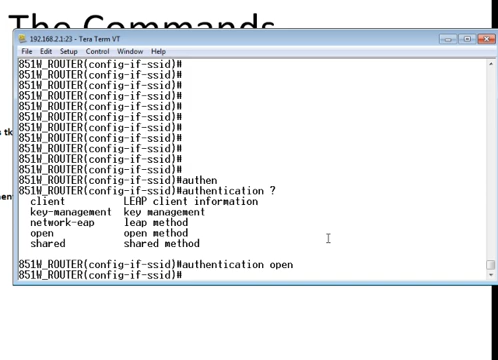 The Commands
192.168.2.1:23 - Tera Term VT
File Edit Setup Control Window Help
851W_ROUTER(config-if-ssid)#
851W_ROUTER(config-if-ssid)#
851W_ROUTER(config-if-ssid)#
851W_ROUTER(config-if-ssid)#
851W_ROUTER(config-if-ssid)#
851W_ROUTER(config-if-ssid)#
851W_ROUTER(config-if-ssid)#
851W_ROUTER(config-if-ssid)#
851W_ROUTER(config-if-ssid)#
851W_ROUTER(config-if-ssid)#
851W_ROUTER(config-if-ssid)#
851W_ROUTER(config-if-ssid)#authen
851W_ROUTER(config-if-ssid)#authentication ?
client LEAP client information
key-management key management
network-eap leap method
open open method
shared shared method
851W_ROUTER(config-if-ssid)#authentication open
851W_ROUTER(config-if-ssid)#